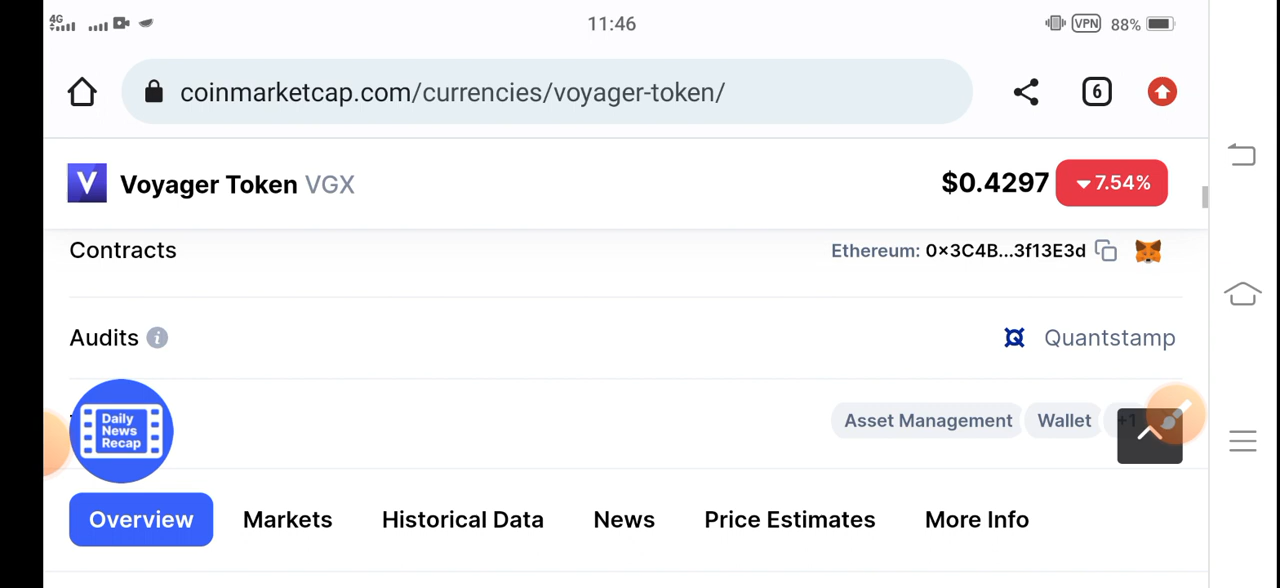 4G 11:46 VPN 88%
coinmarketcap.com/currencies/voyager-token/ 6
V Voyager Token VGX $0.4297 7.54%
Contracts Ethereum: 0×3C4B...3f13E3d
Audits i Quantstamp
Daily
News
Recap
Asset Management Wallet +1
Overview Markets Historical Data News Price Estimates More Info